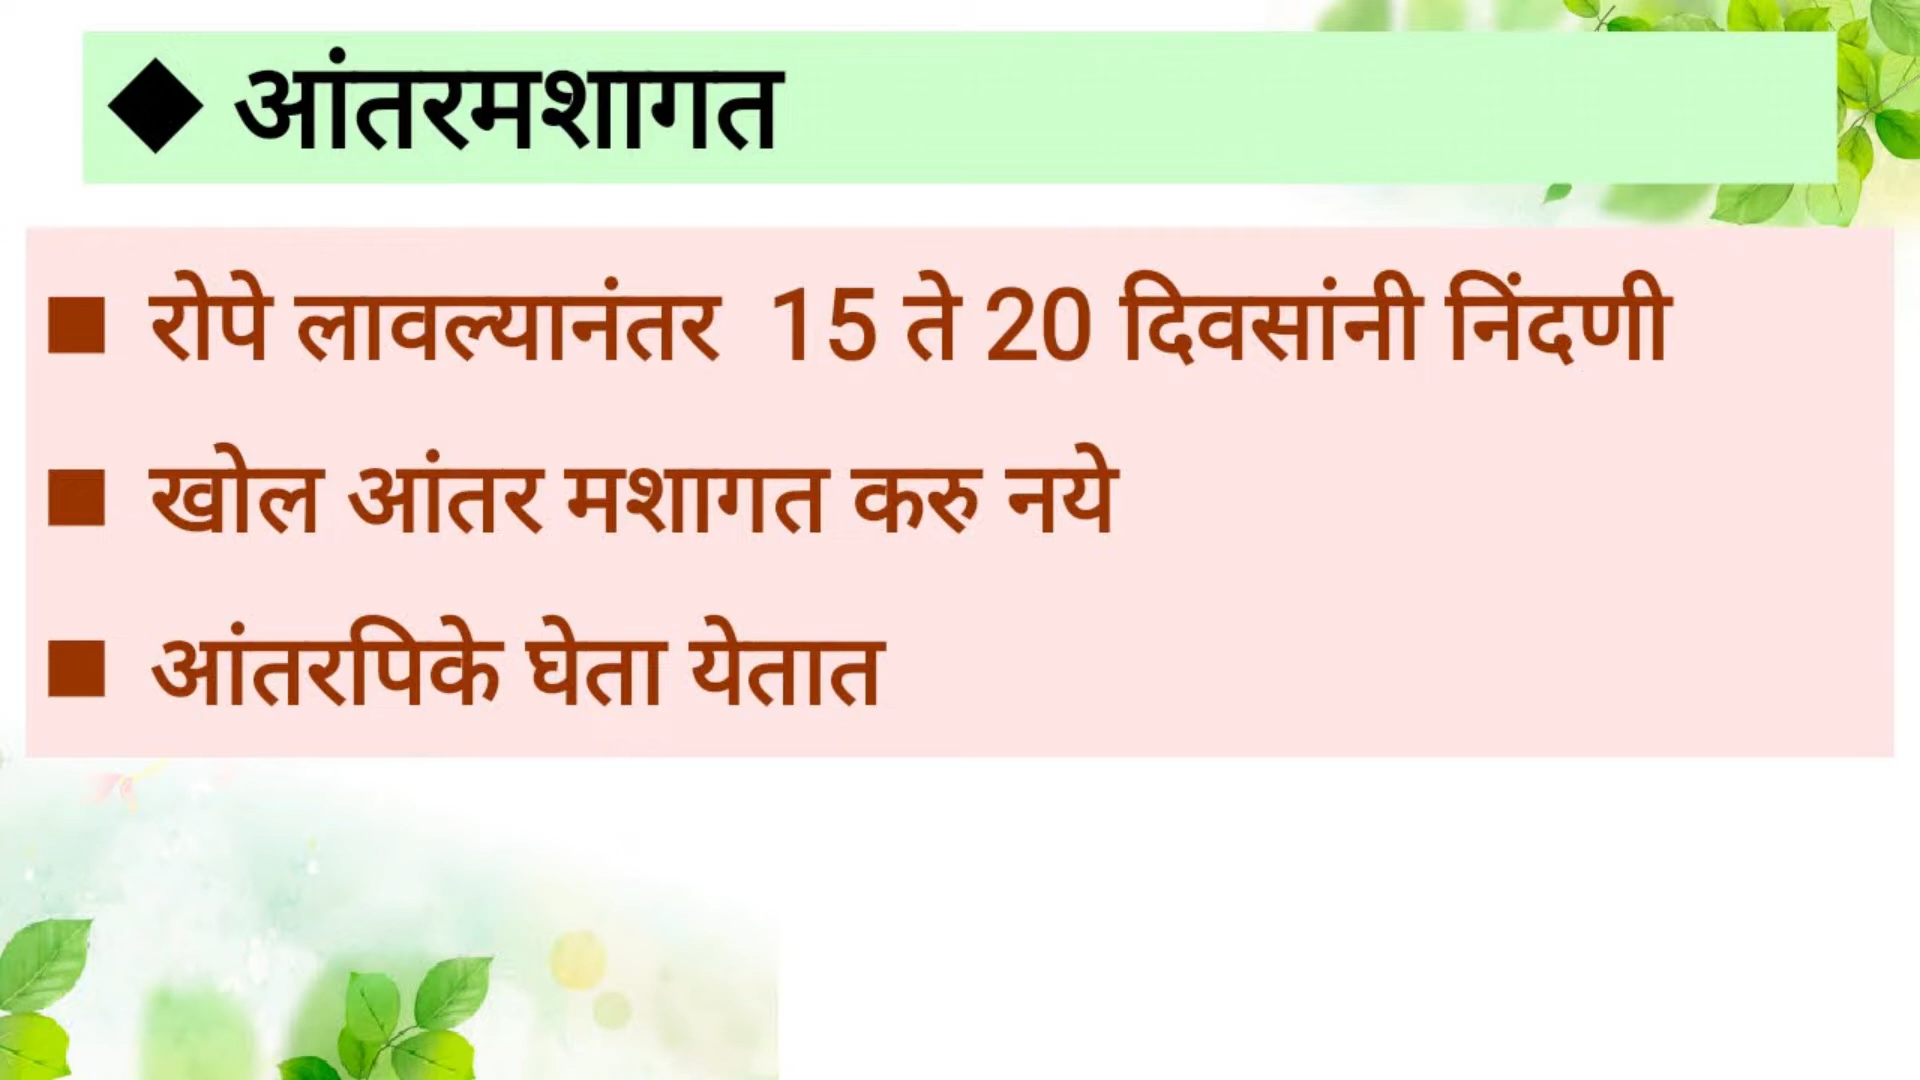 ◆ आंतरमशागत
■ रोपे लावल्यानंतर 15 ते 20 दिवसांनी निंदणी
■ खोल आंतर मशागत करु नये
■ आंतरपिके घेता येतात